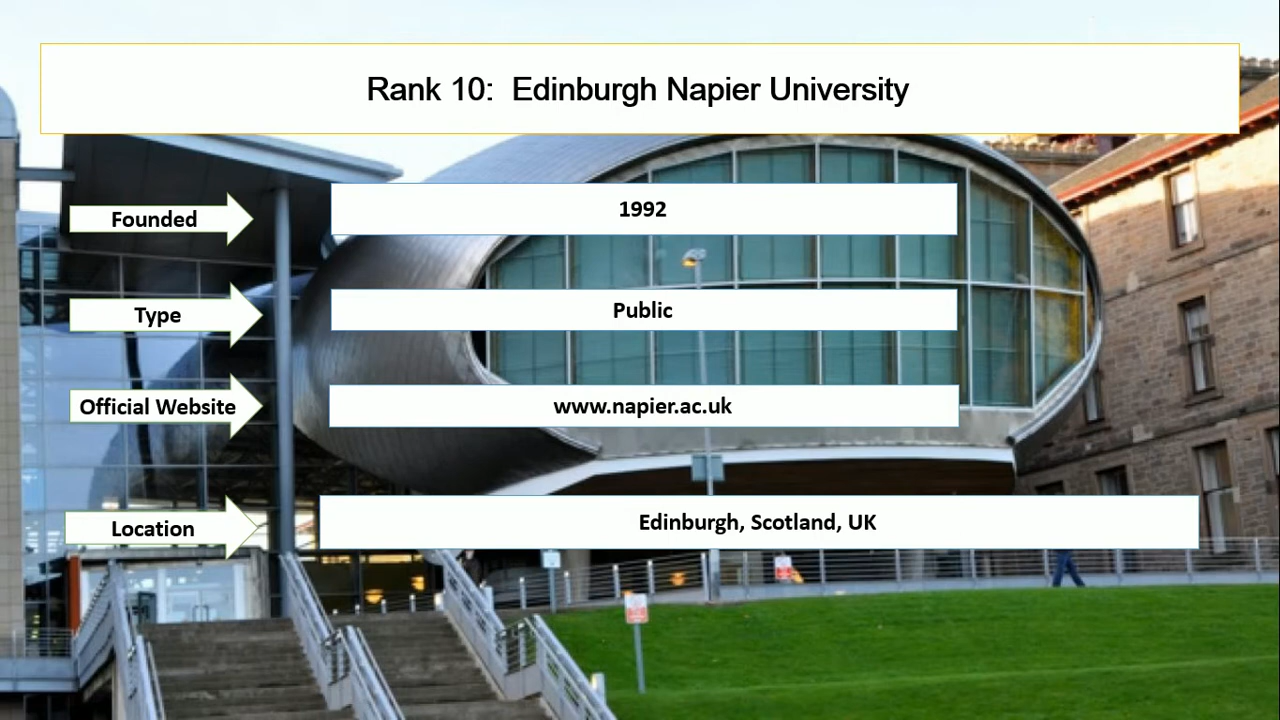 Rank 10:  Edinburgh Napier University
Founded
1992
Type
Public
Official Website
www.napier.ac.uk
Location
Edinburgh, Scotland, UK